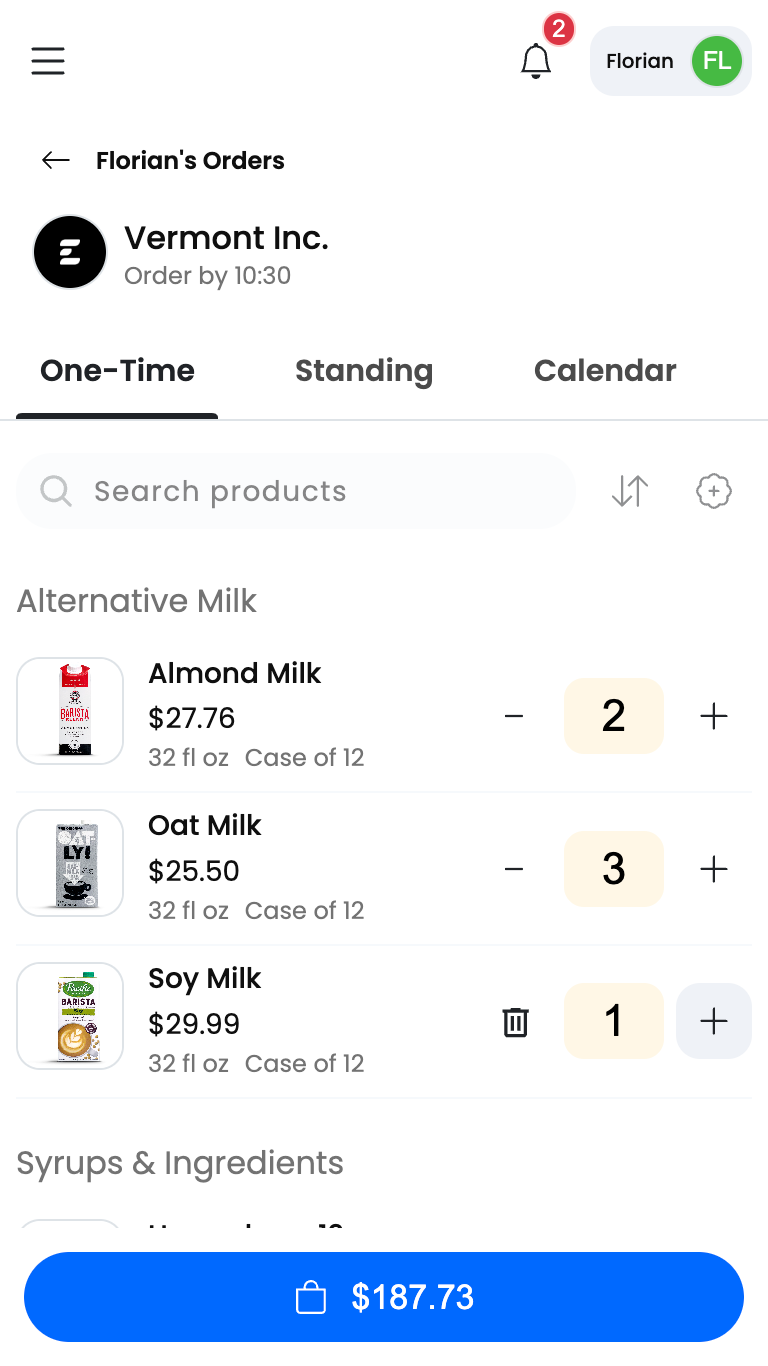 2
Florian
FL
Florian's Orders
Vermont Inc.
Order by 10:30
One-Time Standing Calendar
Search products
Alternative Milk
BARISTA
Almond Milk
$27.76
32 fl oz Case of 12
2
OAT
LY!
Oat Milk
$25.50
32 fl oz Case of 12
3
Pacific
BARISTA
Soy Milk
$29.99
32 fl oz Case of 12
1
Syrups & Ingredients
$187.73